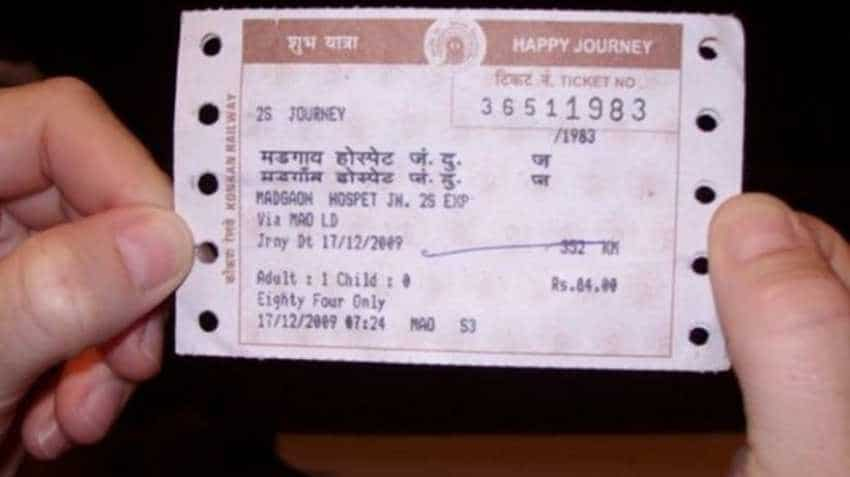 शुभ यात्रा HAPPY JOURNEY
टिकट नं. TICKET NO
36511983
/1983
2S JOURNEY
मडगाव होस्पेट जं. दु. ज
MADGAON HOSPET JN. 2S EXP
Via MAO LD
Jrny Dt 17/12/2009 352 KM
Adult : 1 Child : 0 Rs.84.00
Eighty Four Only
17/12/2009 07:24 MAO S3
कोंकण रेलवे KONKAN RAILWAY